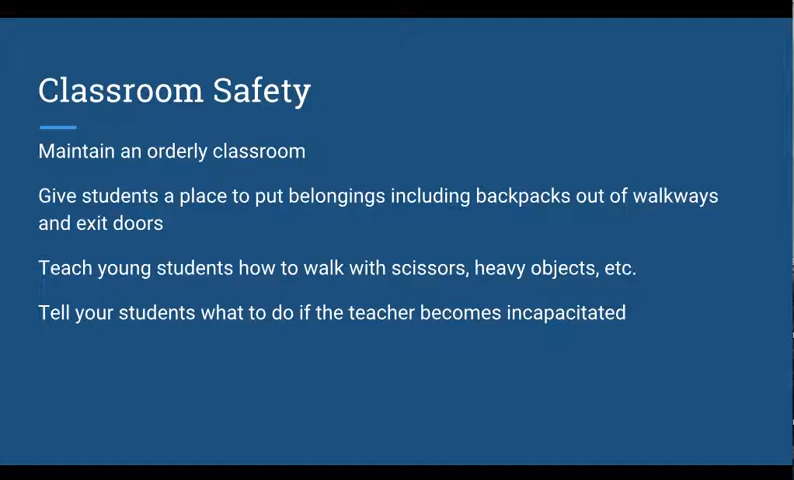 Classroom Safety
Maintain an orderly classroom
Give students a place to put belongings including backpacks out of walkways
and exit doors
Teach young students how to walk with scissors, heavy objects, etc.
Tell your students what to do if the teacher becomes incapacitated